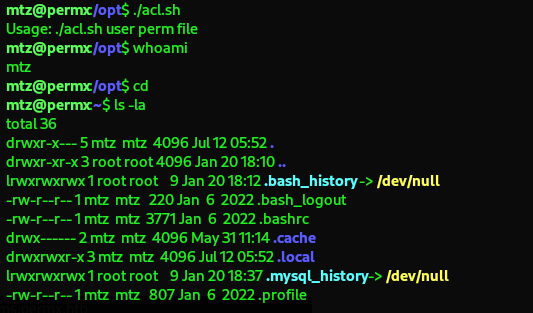 mtz@permx:/opt$ ./acl.sh
Usage: ./acl.sh user perm file
mtz@permx:/opt$ whoami
mtz
mtz@permx:/opt$ cd
mtz@permx:~$ ls -la
total 36
drwxr-x--- 5 mtz mtz 4096 Jul 12 05:52 .
drwxr-xr-x 3 root root 4096 Jan 20 18:10 ..
lrwxrwxrwx 1 root root 9 Jan 20 18:12 .bash_history -> /dev/null
-rw-r--r-- 1 mtz mtz 220 Jan 6 2022 .bash_logout
-rw-r--r-- 1 mtz mtz 3771 Jan 6 2022 .bashrc
drwx------ 2 mtz mtz 4096 May 31 11:14 .cache
drwxrwxr-x 3 mtz mtz 4096 Jul 12 05:52 .local
lrwxrwxrwx 1 root root 9 Jan 20 18:37 .mysql_history -> /dev/null
-rw-r--r-- 1 mtz mtz 807 Jan 6 2022 .profile